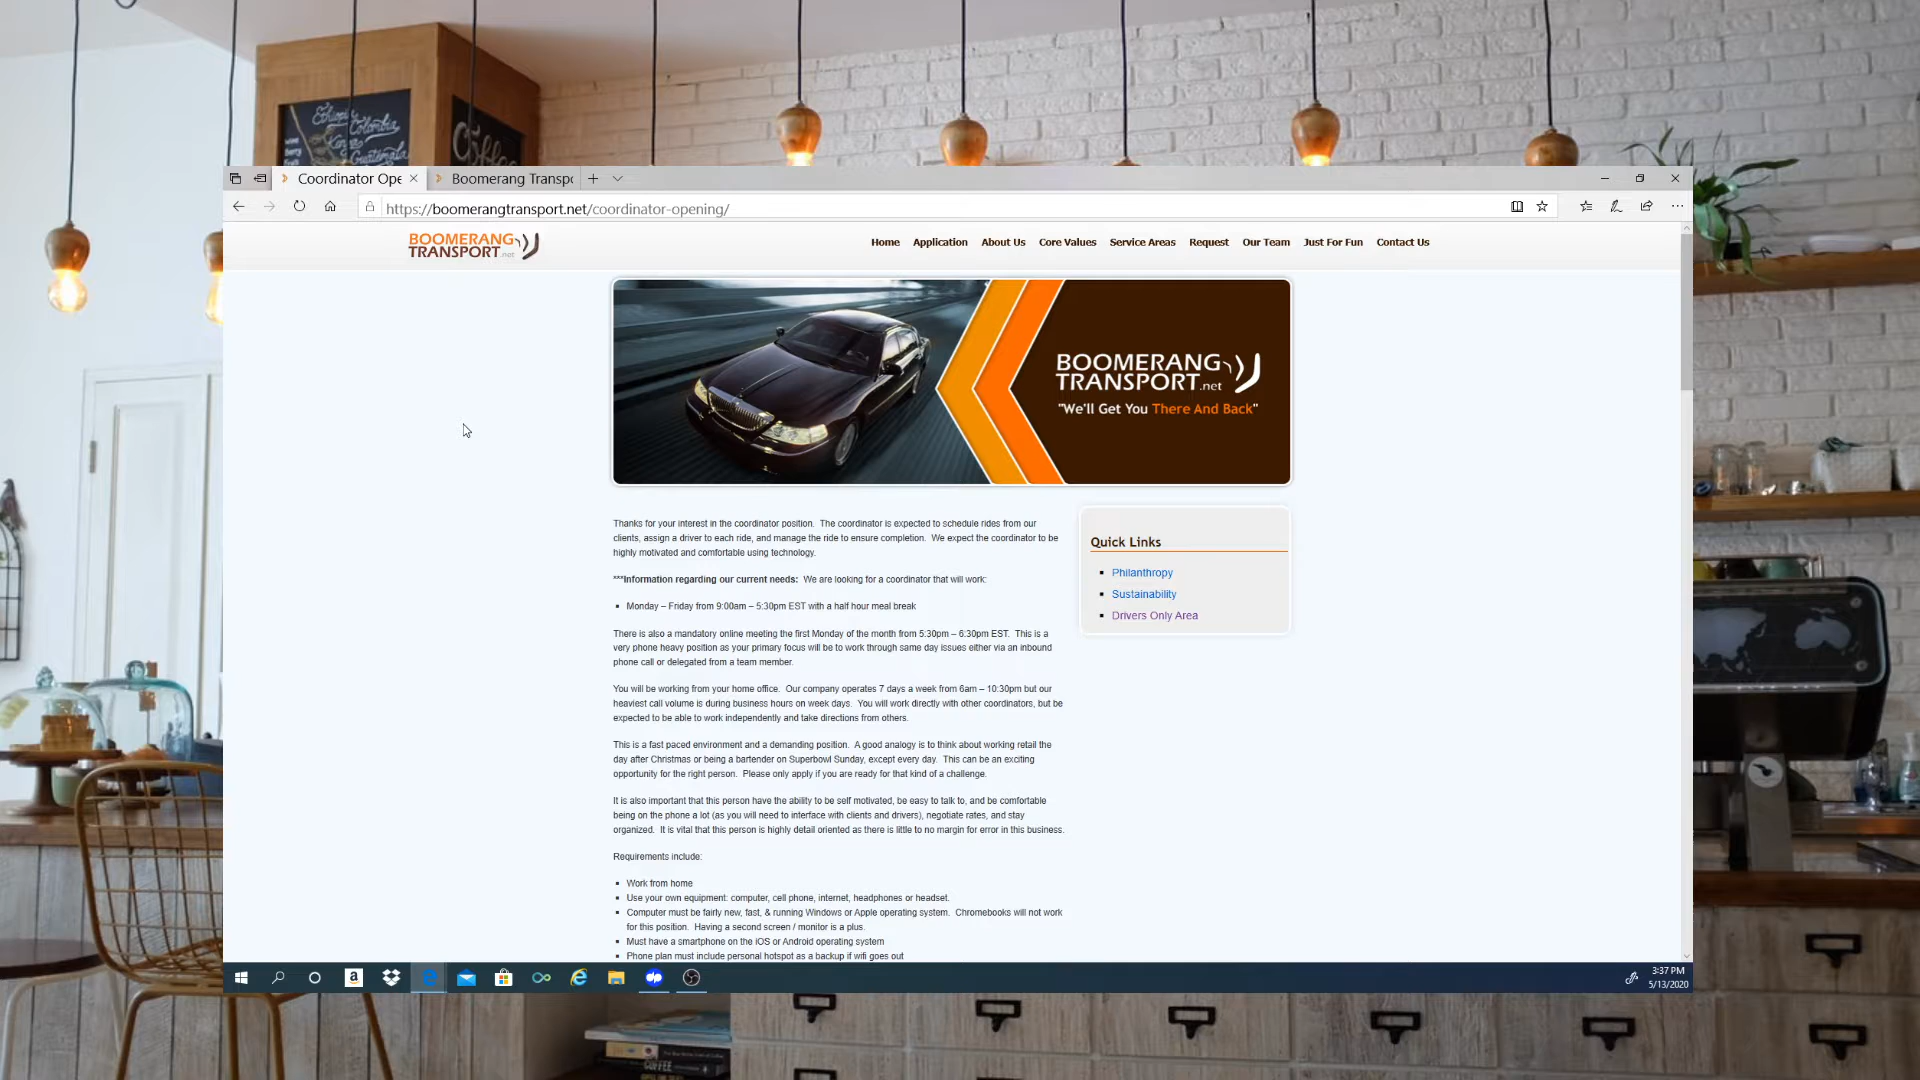 Ethiopia Colombia
Kenya
Guatemala
wine
berry
Coffee
Coordinator Ope
Boomerang Transpo
https://boomerangtransport.net/coordinator-opening/
BOOMERANG
TRANSPORT.net
Home Application About Us Core Values Service Areas Request Our Team Just For Fun Contact Us
BOOMERANG
TRANSPORT.net
"We'll Get You There And Back"
Thanks for your interest in the coordinator position. The coordinator is expected to schedule rides from our
clients, assign a driver to each ride, and manage the ride to ensure completion. We expect the coordinator to be
highly motivated and comfortable using technology.
***Information regarding our current needs: We are looking for a coordinator that will work:
Monday – Friday from 9:00am – 5:30pm EST with a half hour meal break
There is also a mandatory online meeting the first Monday of the month from 5:30pm – 6:30pm EST. This is a
very phone heavy position as your primary focus will be to work through same day issues either via an inbound
phone call or delegated from a team member.
You will be working from your home office. Our company operates 7 days a week from 6am – 10:30pm but our
heaviest call volume is during business hours on week days. You will work directly with other coordinators, but be
expected to be able to work independently and take directions from others.
This is a fast paced environment and a demanding position. A good analogy is to think about working retail the
day after Christmas or being a bartender on Superbowl Sunday, except every day. This can be an exciting
opportunity for the right person. Please only apply if you are ready for that kind of a challenge.
It is also important that this person have the ability to be self motivated, be easy to talk to, and be comfortable
being on the phone a lot (as you will need to interface with clients and drivers), negotiate rates, and stay
organized. It is vital that this person is highly detail oriented as there is little to no margin for error in this business.
Requirements include:
Work from home
Use your own equipment: computer, cell phone, internet, headphones or headset.
Computer must be fairly new, fast, & running Windows or Apple operating system. Chromebooks will not work
for this position. Having a second screen / monitor is a plus.
Must have a smartphone on the iOS or Android operating system
Phone plan must include personal hotspot as a backup if wifi goes out
Quick Links
Philanthropy
Sustainability
Drivers Only Area
3:37 PM
5/13/2020
COFFEE